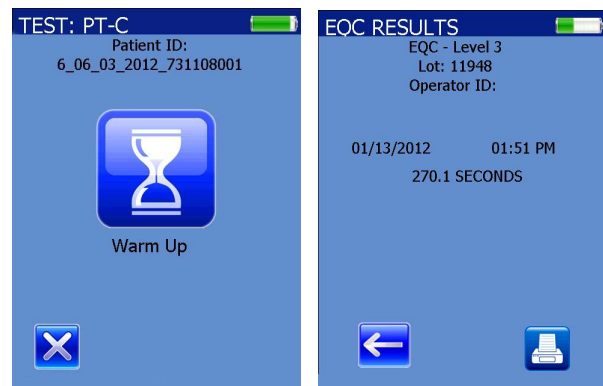 TEST: PT-C
Patient ID:
6_06_03_2012_731108001
Warm Up
EQC RESULTS
EQC - Level 3
Lot: 11948
Operator ID:
01/13/2012 01:51 PM
270.1 SECONDS